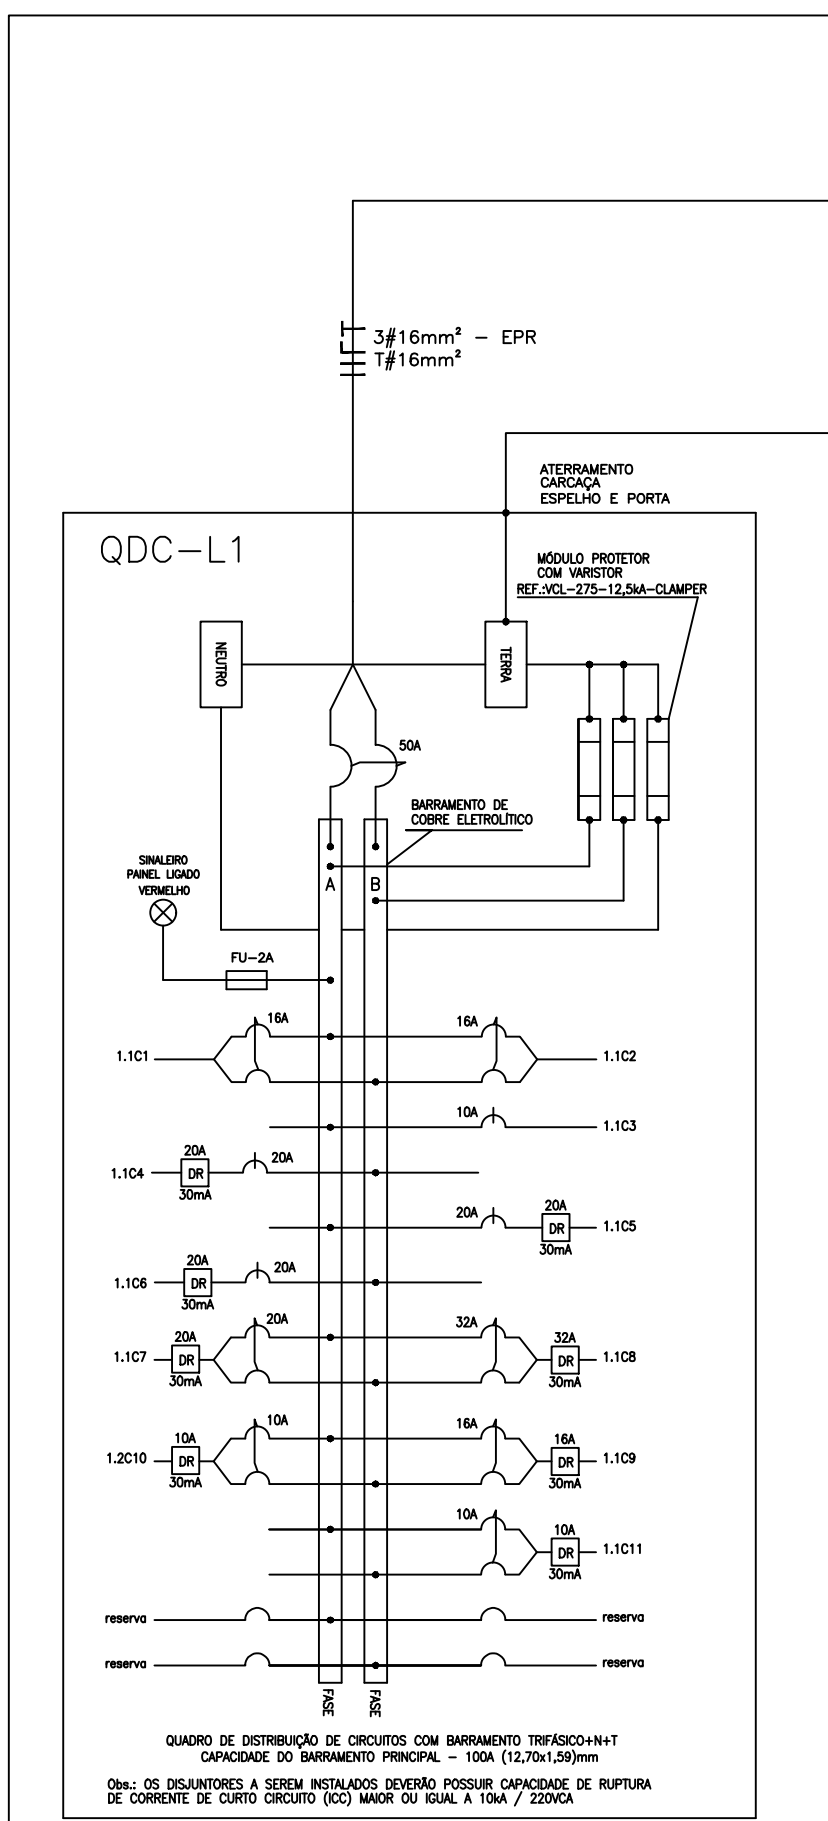 3#16mm² - EPR
T#16mm²
ATERRAMENTO
CARCAÇA
ESPELHO E PORTA
QDC-L1
MÓDULO PROTETOR
COM VARISTOR
REF.:VCL-275-12,5kA-CLAMPER
NEUTRO
TERRA
50A
BARRAMENTO DE
COBRE ELETROLÍTICO
SINALEIRO
PAINEL LIGADO
VERMELHO
A
B
FU-2A
16A
16A
1.1C1
1.1C2
10A
1.1C3
20A
20A
1.1C4
DR
30mA
20A
20A
DR
1.1C5
30mA
20A
20A
1.1C6
DR
30mA
20A
20A
32A
32A
1.1C7
DR
DR
1.1C8
30mA
30mA
10A
10A
16A
16A
1.2C10
DR
DR
1.1C9
30mA
30mA
10A
10A
DR
1.1C11
30mA
reserva
reserva
reserva
reserva
FASE
FASE
QUADRO DE DISTRIBUIÇÃO DE CIRCUITOS COM BARRAMENTO TRIFÁSICO+N+T
CAPACIDADE DO BARRAMENTO PRINCIPAL - 100A (12,70x1,59)mm
Obs.: OS DISJUNTORES A SEREM INSTALADOS DEVERÃO POSSUIR CAPACIDADE DE RUPTURA
DE CORRENTE DE CURTO CIRCUITO (ICC) MAIOR OU IGUAL A 10kA / 220VCA